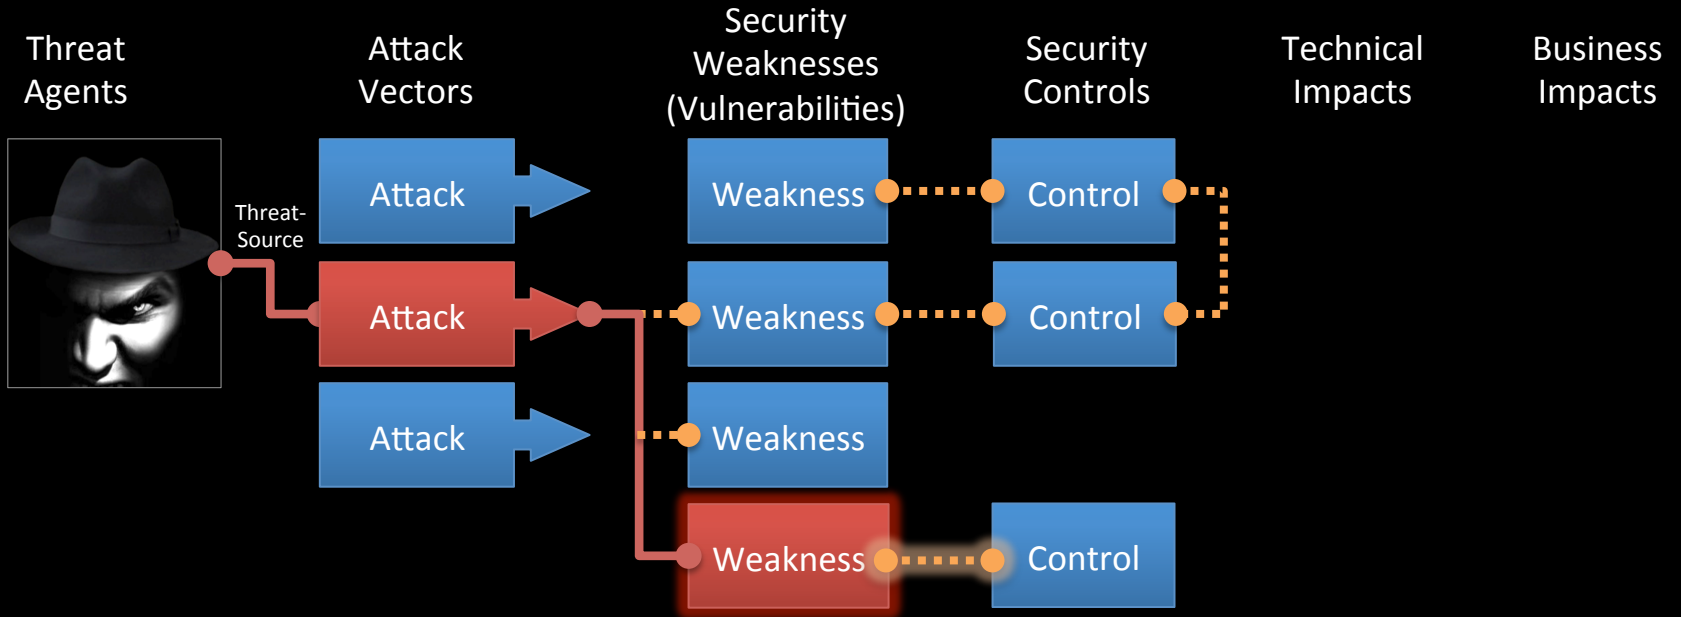 Threat
Agents
Attack
Vectors
Security
Weaknesses
(Vulnerabilities)
Security
Controls
Technical
Impacts
Business
Impacts
Threat-
Source
Attack
Weakness
Control
Attack
Weakness
Control
Attack
Weakness
Weakness
Control